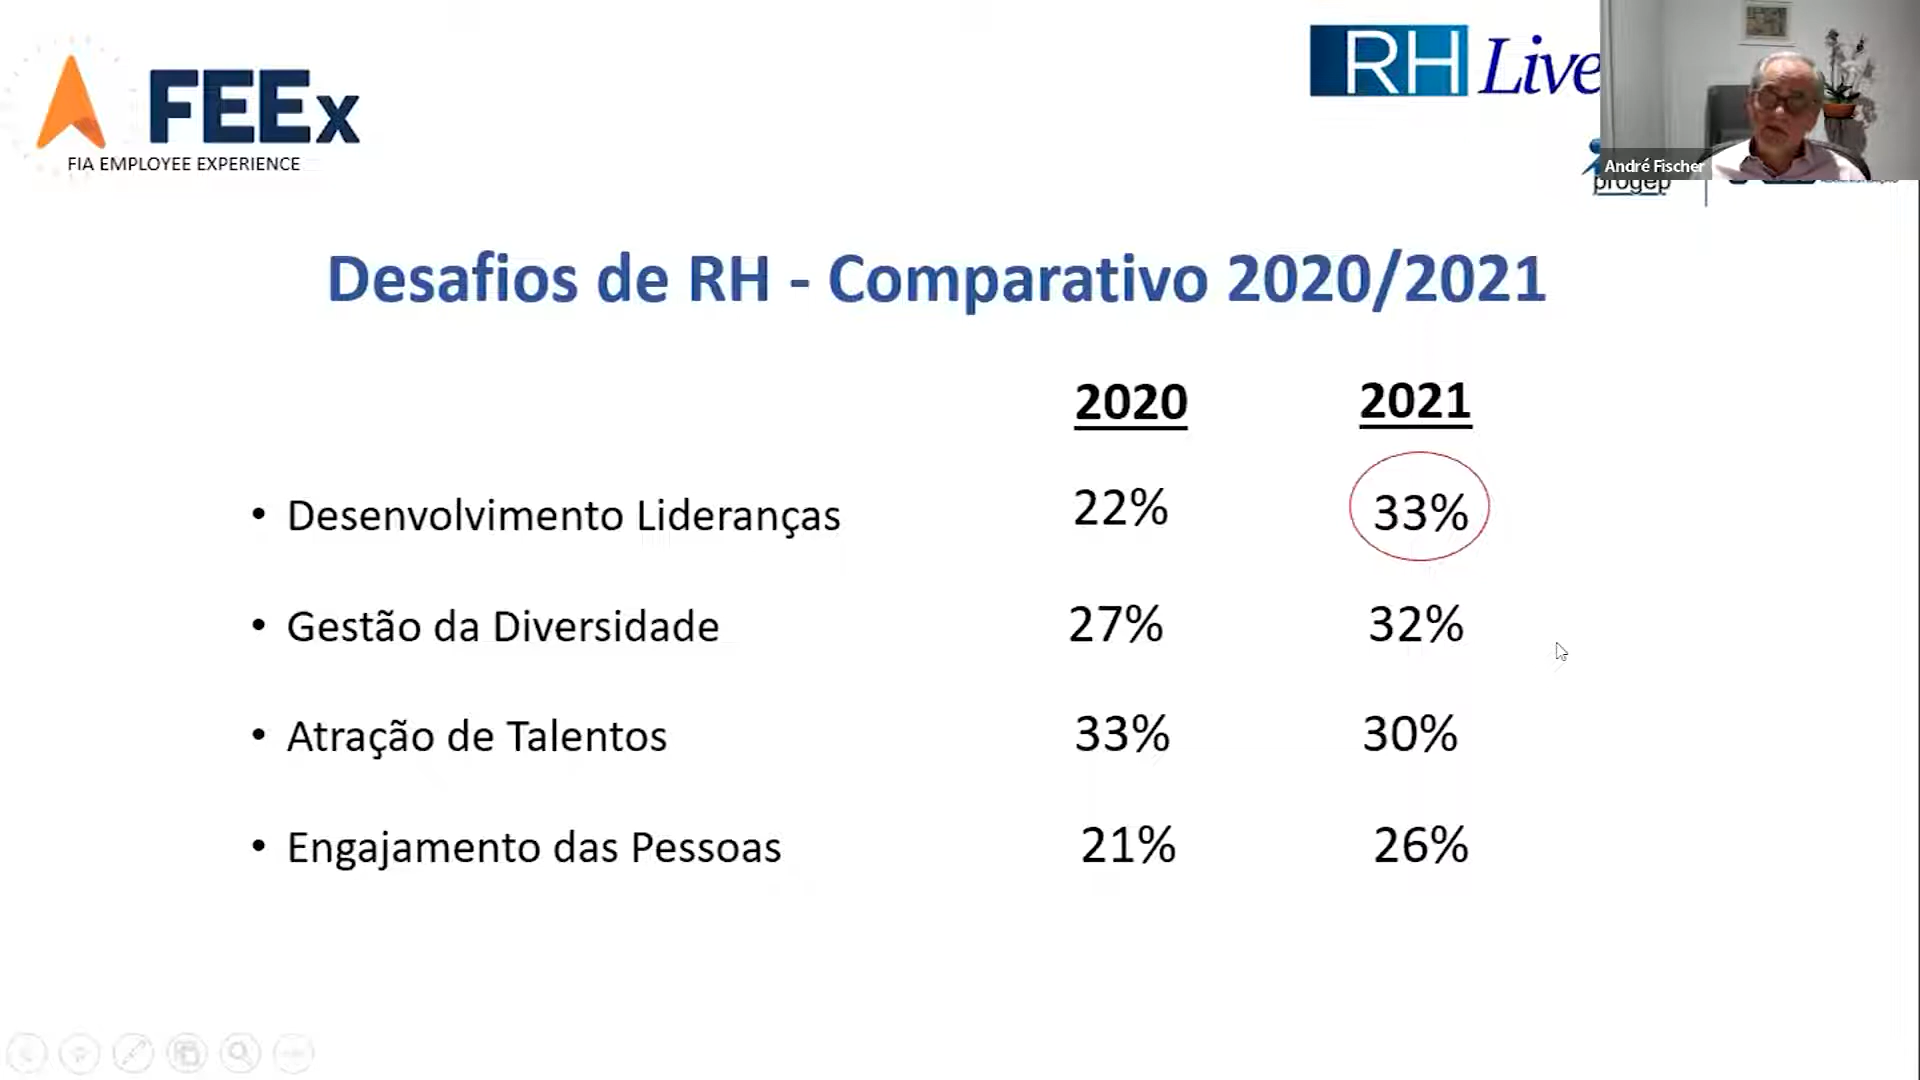 FEEx
FIA EMPLOYEE EXPERIENCE
RH Live
André Fischer
progep
Desafios de RH - Comparativo 2020/2021
2020 2021
• Desenvolvimento Lideranças 22% 33%
• Gestão da Diversidade 27% 32%
• Atração de Talentos 33% 30%
• Engajamento das Pessoas 21% 26%